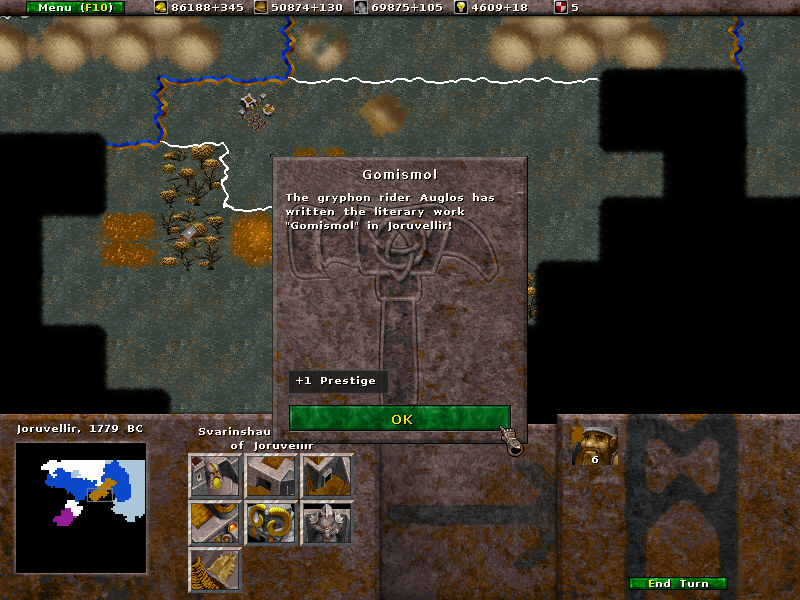 Menu (F10) 86188+345 50874+130 69875+105 4609+18 5
Gomismol
The gryphon rider Auglos has
written the literary work
"Gomismol" in Joruvellir!
+1 Prestige
OK
Joruvellir, 1779 BC
Svarinshau
of Joruvellir
6
End Turn